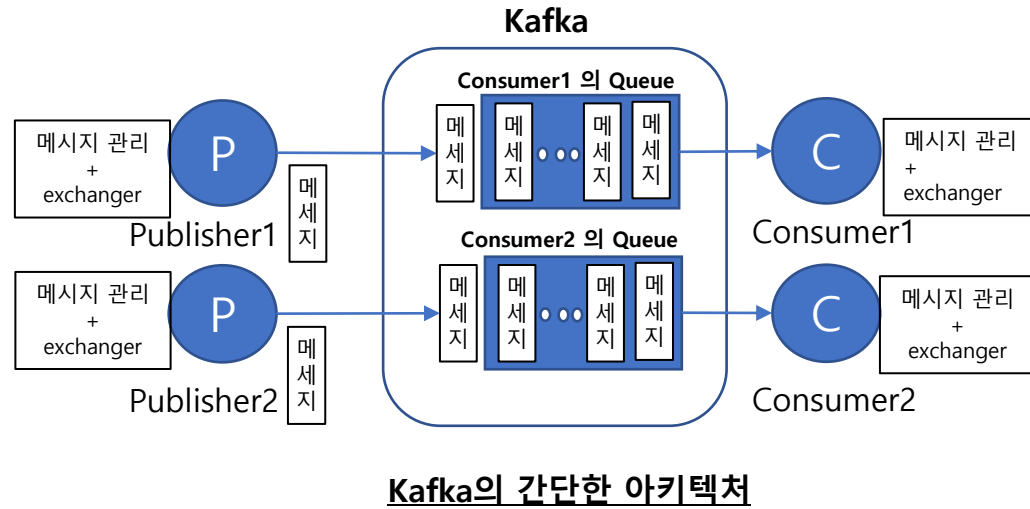 Kafka
Consumer1 의 Queue
메시지 관리
+
exchanger
P
Publisher1
메
세
지
메
세
지
메
세
지
메
세
지
메
세
지
C
Consumer1
메시지 관리
+
exchanger
Consumer2 의 Queue
메시지 관리
+
exchanger
P
Publisher2
메
세
지
메
세
지
메
세
지
메
세
지
메
세
지
C
Consumer2
메시지 관리
+
exchanger
Kafka의 간단한 아키텍처